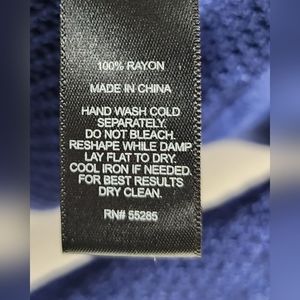 100% RAYON
MADE IN CHINA
HAND WASH COLD
SEPARATELY.
DO NOT BLEACH.
RESHAPE WHILE DAMP.
LAY FLAT TO DRY.
COOL IRON IF NEEDED.
FOR BEST RESULTS
DRY CLEAN.
RN# 55285